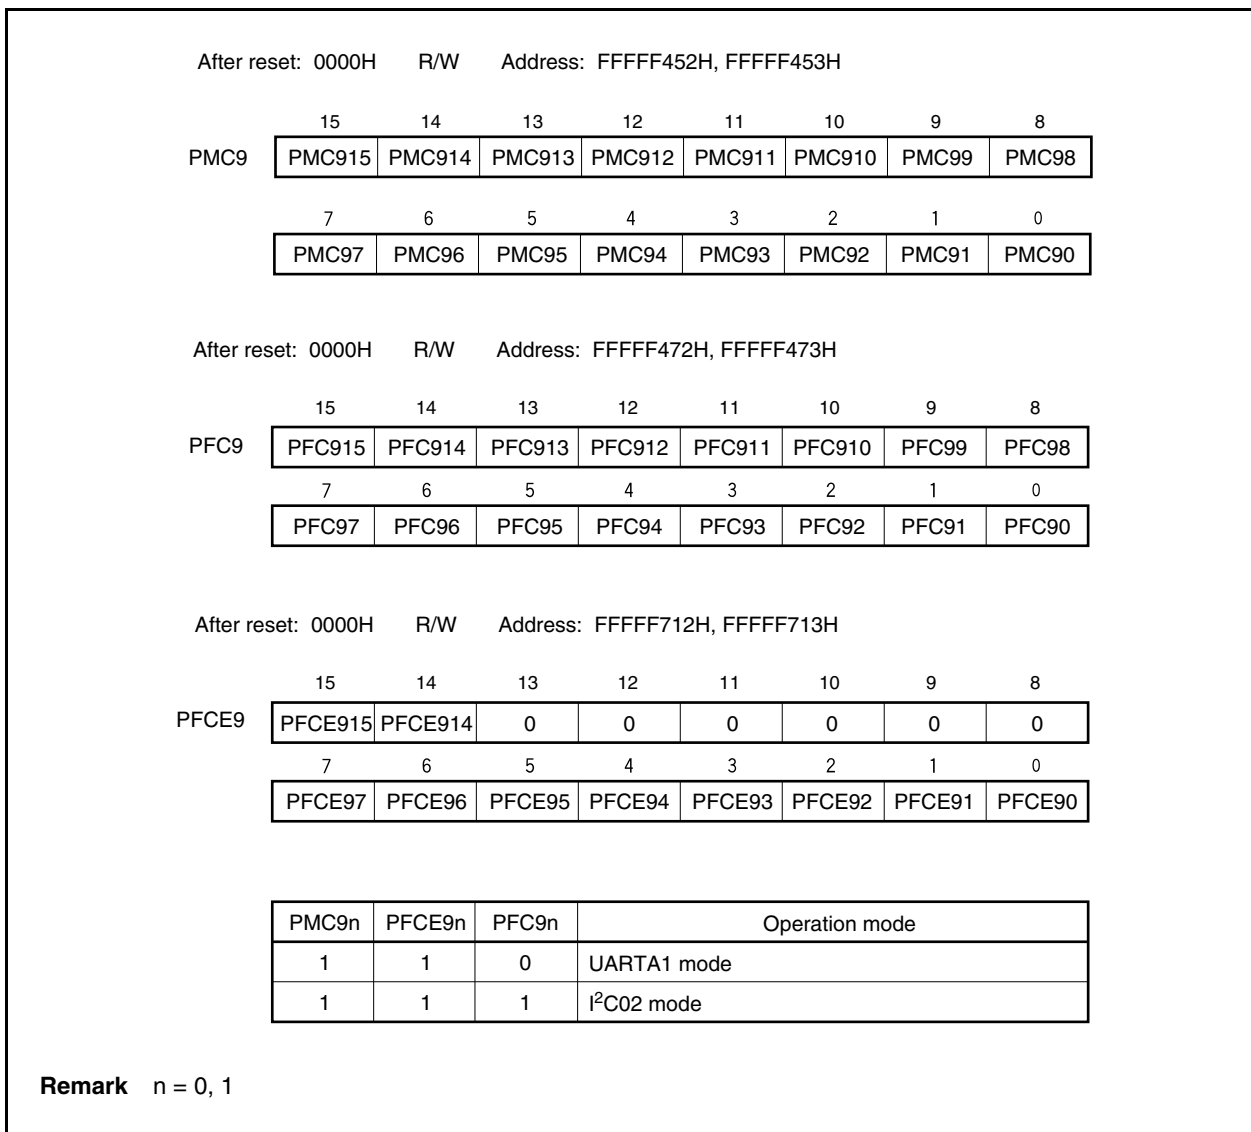 After reset: 0000H R/W Address: FFFFF452H, FFFFF453H
15 14 13 12 11 10 9 8
PMC9 PMC915 PMC914 PMC913 PMC912 PMC911 PMC910 PMC99 PMC98
7 6 5 4 3 2 1 0
PMC97 PMC96 PMC95 PMC94 PMC93 PMC92 PMC91 PMC90
After reset: 0000H R/W Address: FFFFF472H, FFFFF473H
15 14 13 12 11 10 9 8
PFC9 PFC915 PFC914 PFC913 PFC912 PFC911 PFC910 PFC99 PFC98
7 6 5 4 3 2 1 0
PFC97 PFC96 PFC95 PFC94 PFC93 PFC92 PFC91 PFC90
After reset: 0000H R/W Address: FFFFF712H, FFFFF713H
15 14 13 12 11 10 9 8
PFCE9 PFCE915 PFCE914 0 0 0 0 0 0
7 6 5 4 3 2 1 0
PFCE97 PFCE96 PFCE95 PFCE94 PFCE93 PFCE92 PFCE91 PFCE90
PMC9n PFCE9n PFC9n Operation mode
1 1 0 UARTA1 mode
1 1 1 I²C02 mode
Remark n = 0, 1